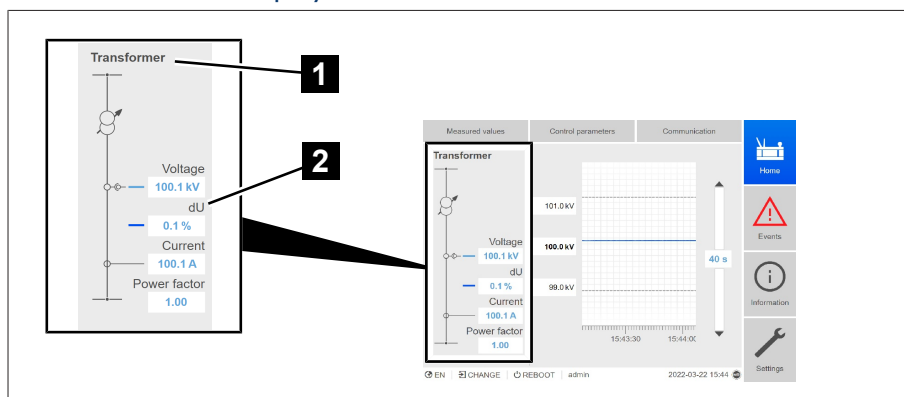 Transformer
1
2
Voltage
100.1 kV
dU
0.1 %
Current
100.1 A
Power factor
1.00
Measured values
Control parameters
Communication
Transformer
Voltage
100.1 kV
dU
0.1 %
Current
100.1 A
Power factor
1.00
101.0 kV
100.0 kV
99.0 kV
40 s
15:43:30
15:44:00
Home
Events
Information
Settings
EN CHANGE REBOOT admin 2022-03-22 15:44